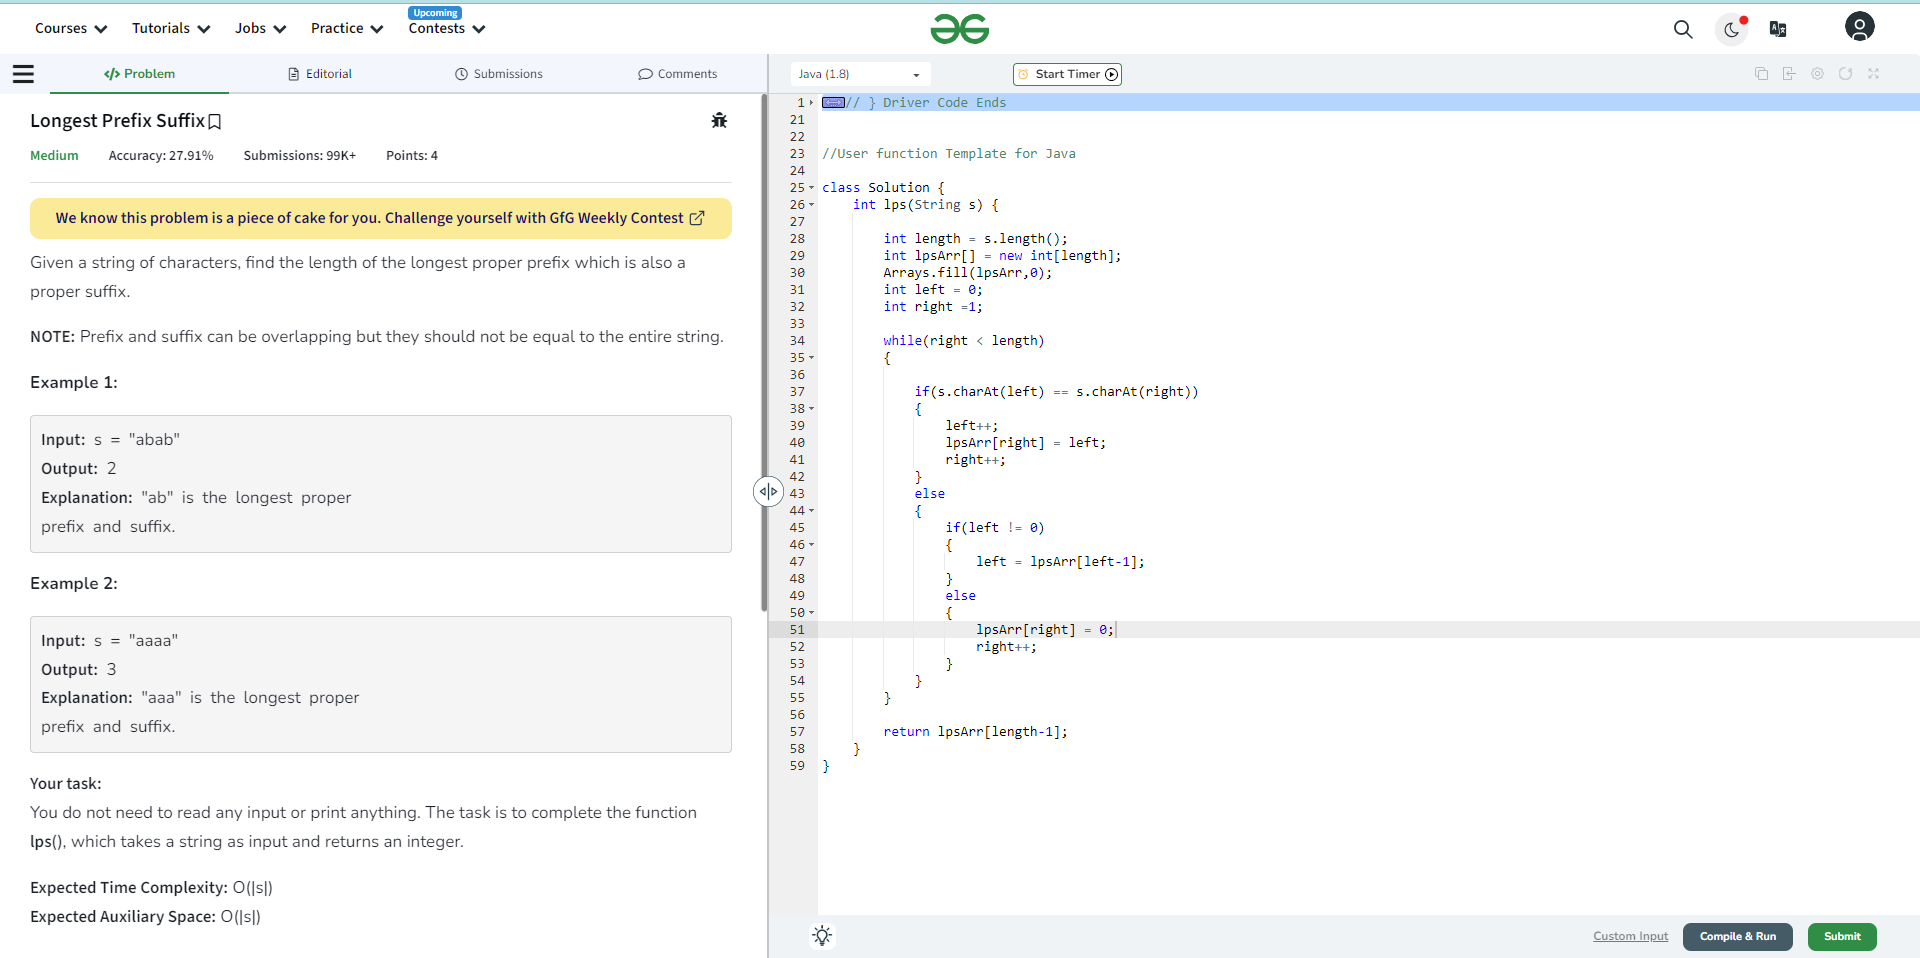 Courses
Tutorials
Jobs
Practice
Upcoming
Contests
Problem
Editorial
Submissions
Comments
Longest Prefix Suffix
Medium Accuracy: 27.91% Submissions: 99K+ Points: 4
We know this problem is a piece of cake for you. Challenge yourself with GfG Weekly Contest
Given a string of characters, find the length of the longest proper prefix which is also a
proper suffix.
NOTE: Prefix and suffix can be overlapping but they should not be equal to the entire string.
Example 1:
Input: s = "abab"
Output: 2
Explanation: "ab" is the longest proper
prefix and suffix.
Example 2:
Input: s = "aaaa"
Output: 3
Explanation: "aaa" is the longest proper
prefix and suffix.
Your task:
You do not need to read any input or print anything. The task is to complete the function
lps(), which takes a string as input and returns an integer.
Expected Time Complexity: O(|s|)
Expected Auxiliary Space: O(|s|)
Java (1.8)
Start Timer
1 // } Driver Code Ends
21
22
23 //User function Template for Java
24
25 class Solution {
26     int lps(String s) {
27
28         int length = s.length();
29         int lpsArr[] = new int[length];
30         Arrays.fill(lpsArr,0);
31         int left = 0;
32         int right =1;
33
34         while(right < length)
35         {
36
37             if(s.charAt(left) == s.charAt(right))
38             {
39                 left++;
40                 lpsArr[right] = left;
41                 right++;
42             }
43             else
44             {
45                 if(left != 0)
46                 {
47                     left = lpsArr[left-1];
48                 }
49                 else
50                 {
51                     lpsArr[right] = 0;
52                     right++;
53                 }
54             }
55         }
56
57         return lpsArr[length-1];
58     }
59 }
Custom Input
Compile & Run
Submit